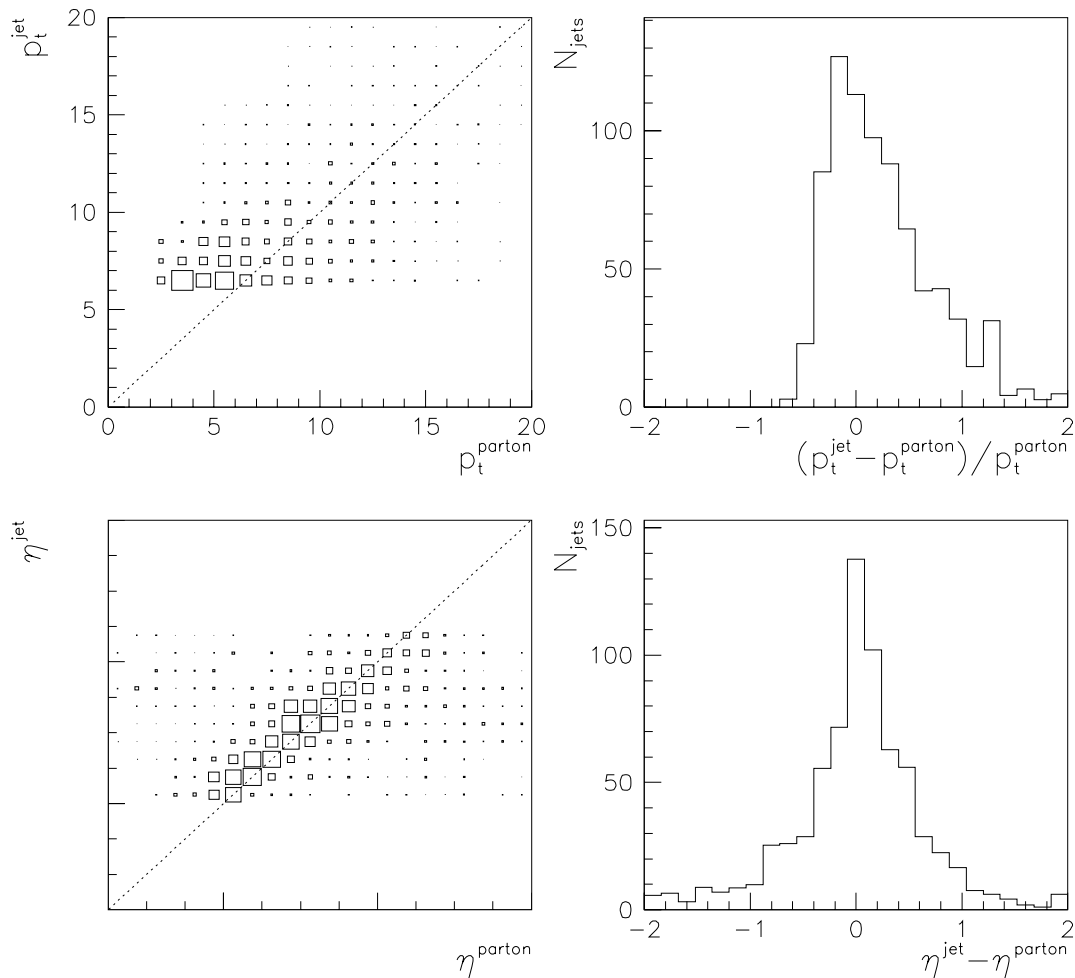 p_t^jet
20
15
10
5
0
0 5 10 15 20
p_t^parton
N_jets
100
50
0
−2 −1 0 1 2
(p_t^jet − p_t^parton)/p_t^parton
η^jet
η^parton
N_jets
150
100
50
0
−2 −1 0 1 2
η^jet − η^parton